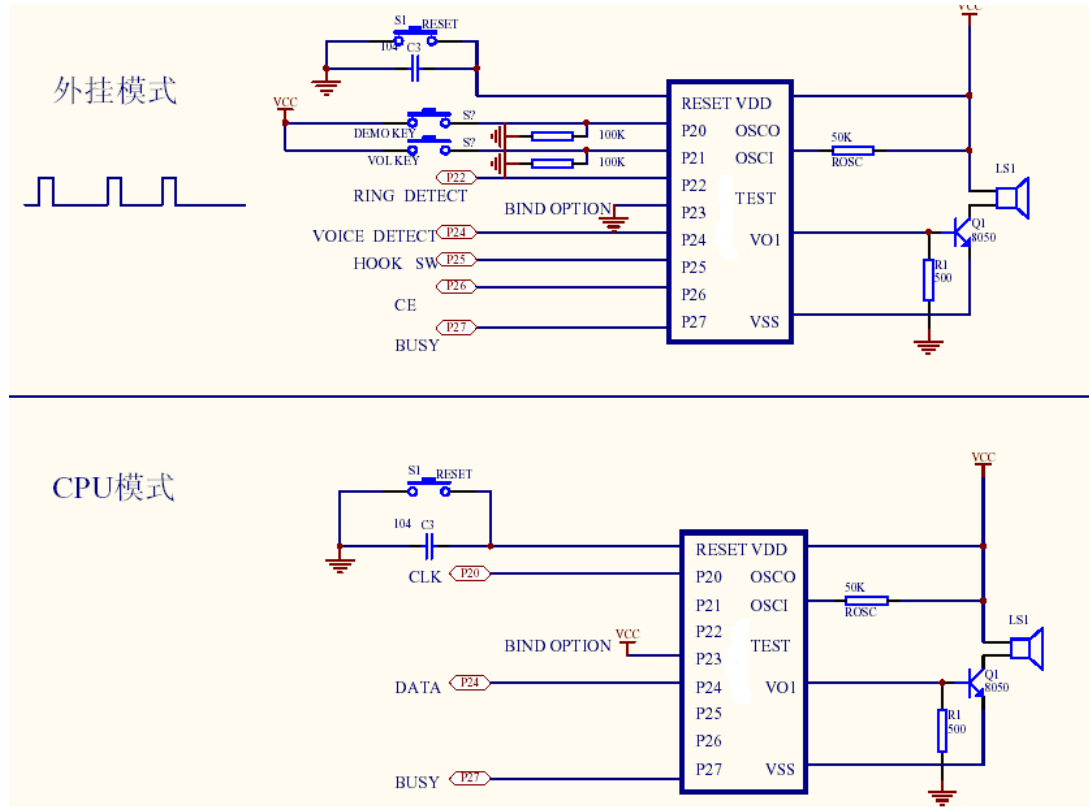 VCC
S1 RESET
104 C3
外挂模式
VCC
DEMO KEY S? 100K
VOL KEY S? 100K
P22
RING DETECT
BIND OPTION
VOICE DETECT P24
HOOK SW P25
P26
CE
P27
BUSY
RESET VDD
P20 OSCO
P21 OSCI
P22
TEST
P23
P24 VO1
P25
P26
P27 VSS
50K
ROSC
LS1
Q1
8050
R1
500
CPU模式
VCC
S1 RESET
104 C3
CLK P20
VCC
BIND OPTION
DATA P24
BUSY P27
RESET VDD
P20 OSCO
P21 OSCI
P22
TEST
P23
P24 VO1
P25
P26
P27 VSS
50K
ROSC
LS1
Q1
8050
R1
500